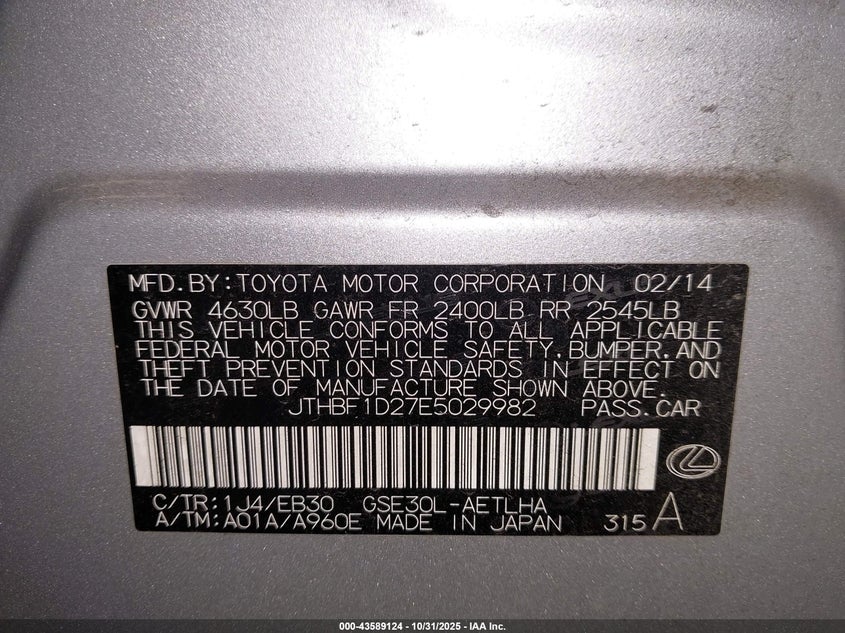 MFD.BY:TOYOTA MOTOR CORPORATION 02/14
GVWR 4630LB GAWR FR 2400LB RR 2545LB
THIS VEHICLE CONFORMS TO ALL APPLICABLE
FEDERAL MOTOR VEHICLE SAFETY,BUMPER,AND
THEFT PREVENTION STANDARDS IN EFFECT ON
THE DATE OF MANUFACTURE SHOWN ABOVE.
JTHBF1D27E5029982 PASS.CAR
C/TR:1J4/EB30 GSE30L-AETLHA
A/TM:A01A/A960E MADE IN JAPAN 315 A
000-43589124 - 10/31/2025 - IAA Inc.